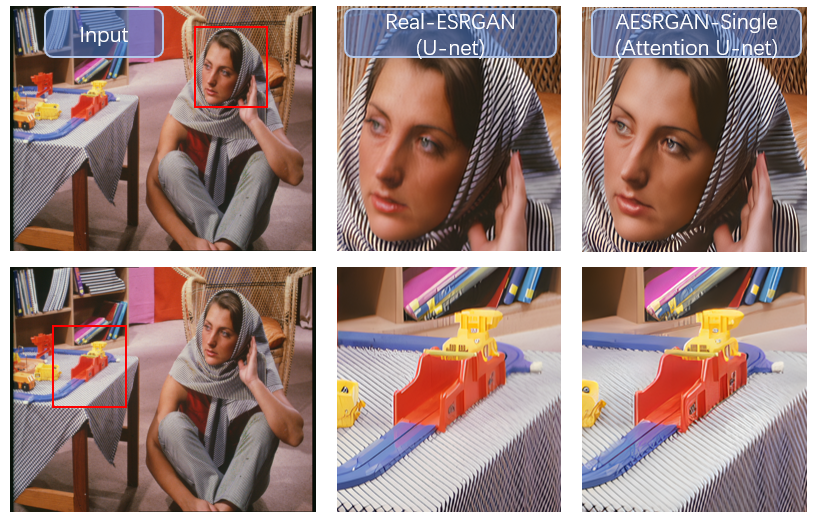 Input
Real-ESRGAN
(U-net)
AESRGAN-Single
(Attention U-net)